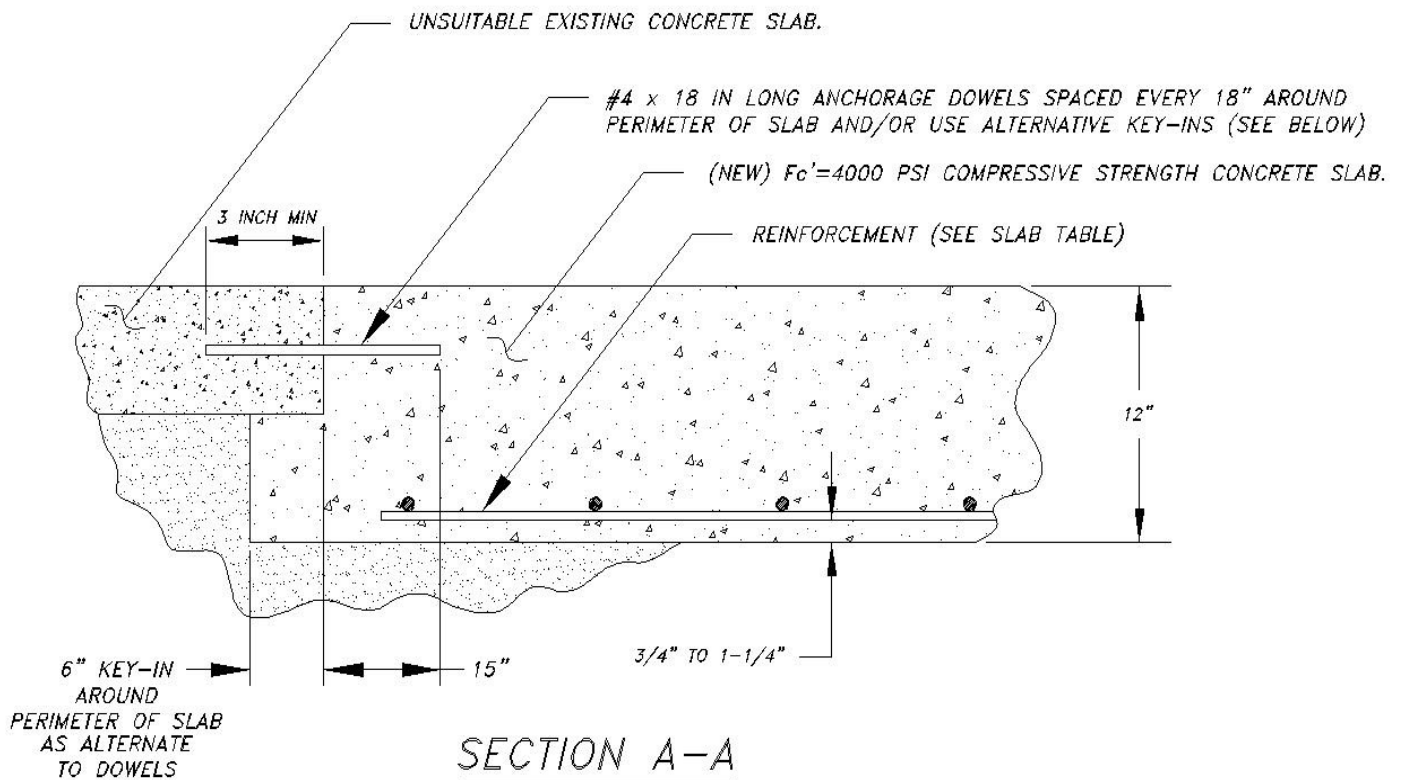 UNSUITABLE EXISTING CONCRETE SLAB.
#4 x 18 IN LONG ANCHORAGE DOWELS SPACED EVERY 18" AROUND
PERIMETER OF SLAB AND/OR USE ALTERNATIVE KEY-INS (SEE BELOW)
(NEW) Fc'=4000 PSI COMPRESSIVE STRENGTH CONCRETE SLAB.
3 INCH MIN
REINFORCEMENT (SEE SLAB TABLE)
12"
6" KEY-IN
AROUND
PERIMETER OF SLAB
AS ALTERNATE
TO DOWELS
15"
3/4" TO 1-1/4"
SECTION A-A